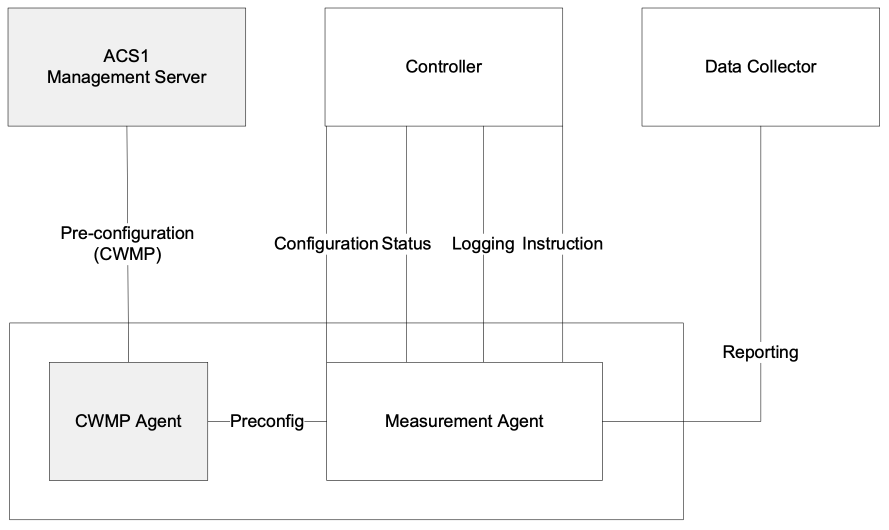 ACS1
Management Server
Controller
Data Collector
Pre-configuration
(CWMP)
Configuration
Status
Logging
Instruction
Reporting
CWMP Agent
Preconfig
Measurement Agent